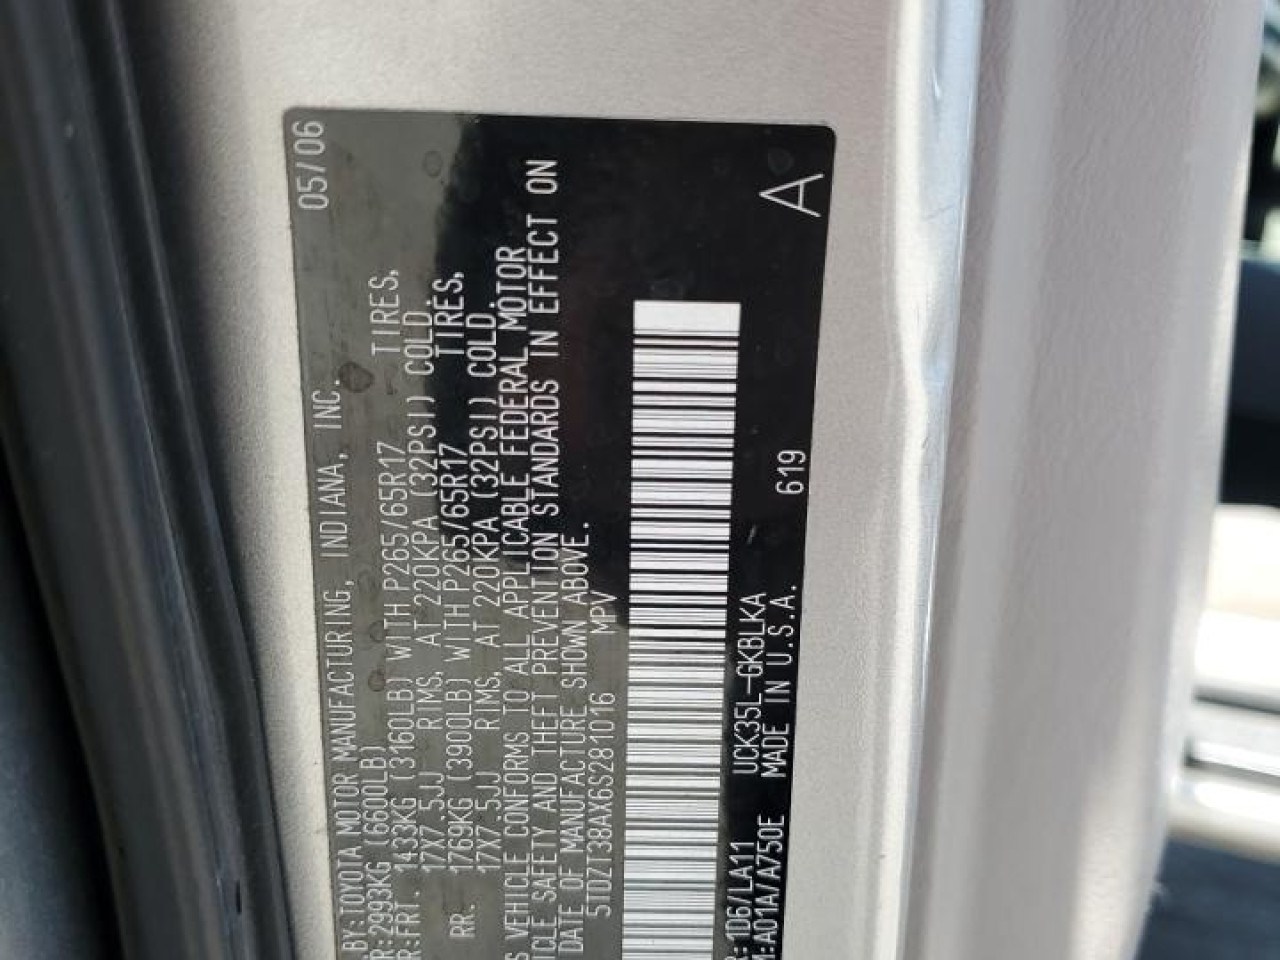 .BY:TOYOTA MOTOR MANUFACTURING, INDIANA, INC. 05/06
R:2993KG (6600LB)
R:FRT. 1433KG (3160LB) WITH P265/65R17 TIRES,
17X7.5JJ RIMS, AT 220KPA (32PSI) COLD.
RR. 1769KG (3900LB) WITH P265/65R17 TIRES,
17X7.5JJ RIMS, AT 220KPA (32PSI) COLD.
S VEHICLE CONFORMS TO ALL APPLICABLE FEDERAL MOTOR
ICLE SAFETY AND THEFT PREVENTION STANDARDS IN EFFECT ON
DATE OF MANUFACTURE SHOWN ABOVE.
5TDZT38AX6S281016 MPV
R:1D6/LA11 UCK35L-GKBLKA
M:A01A/A750E MADE IN U.S.A. 619 A